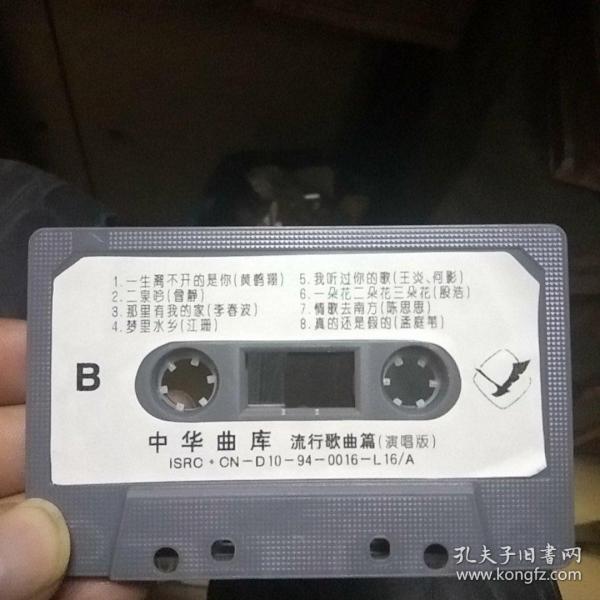 1.一生离不开的是你(黄鹤翔)
2.二泉吟(曾静)
3.那里有我的家(李春波)
4.梦里水乡(江珊)
5.我听过你的歌(王炎、何影)
6.一朵花二朵花三朵花(殷浩)
7.情歌去南方(陈思思)
8.真的还是假的(孟庭苇)
B
中华曲库 流行歌曲篇(演唱版)
ISRC·CN-D10-94-0016-L16/A
孔夫子旧書网
www.kongfz.com